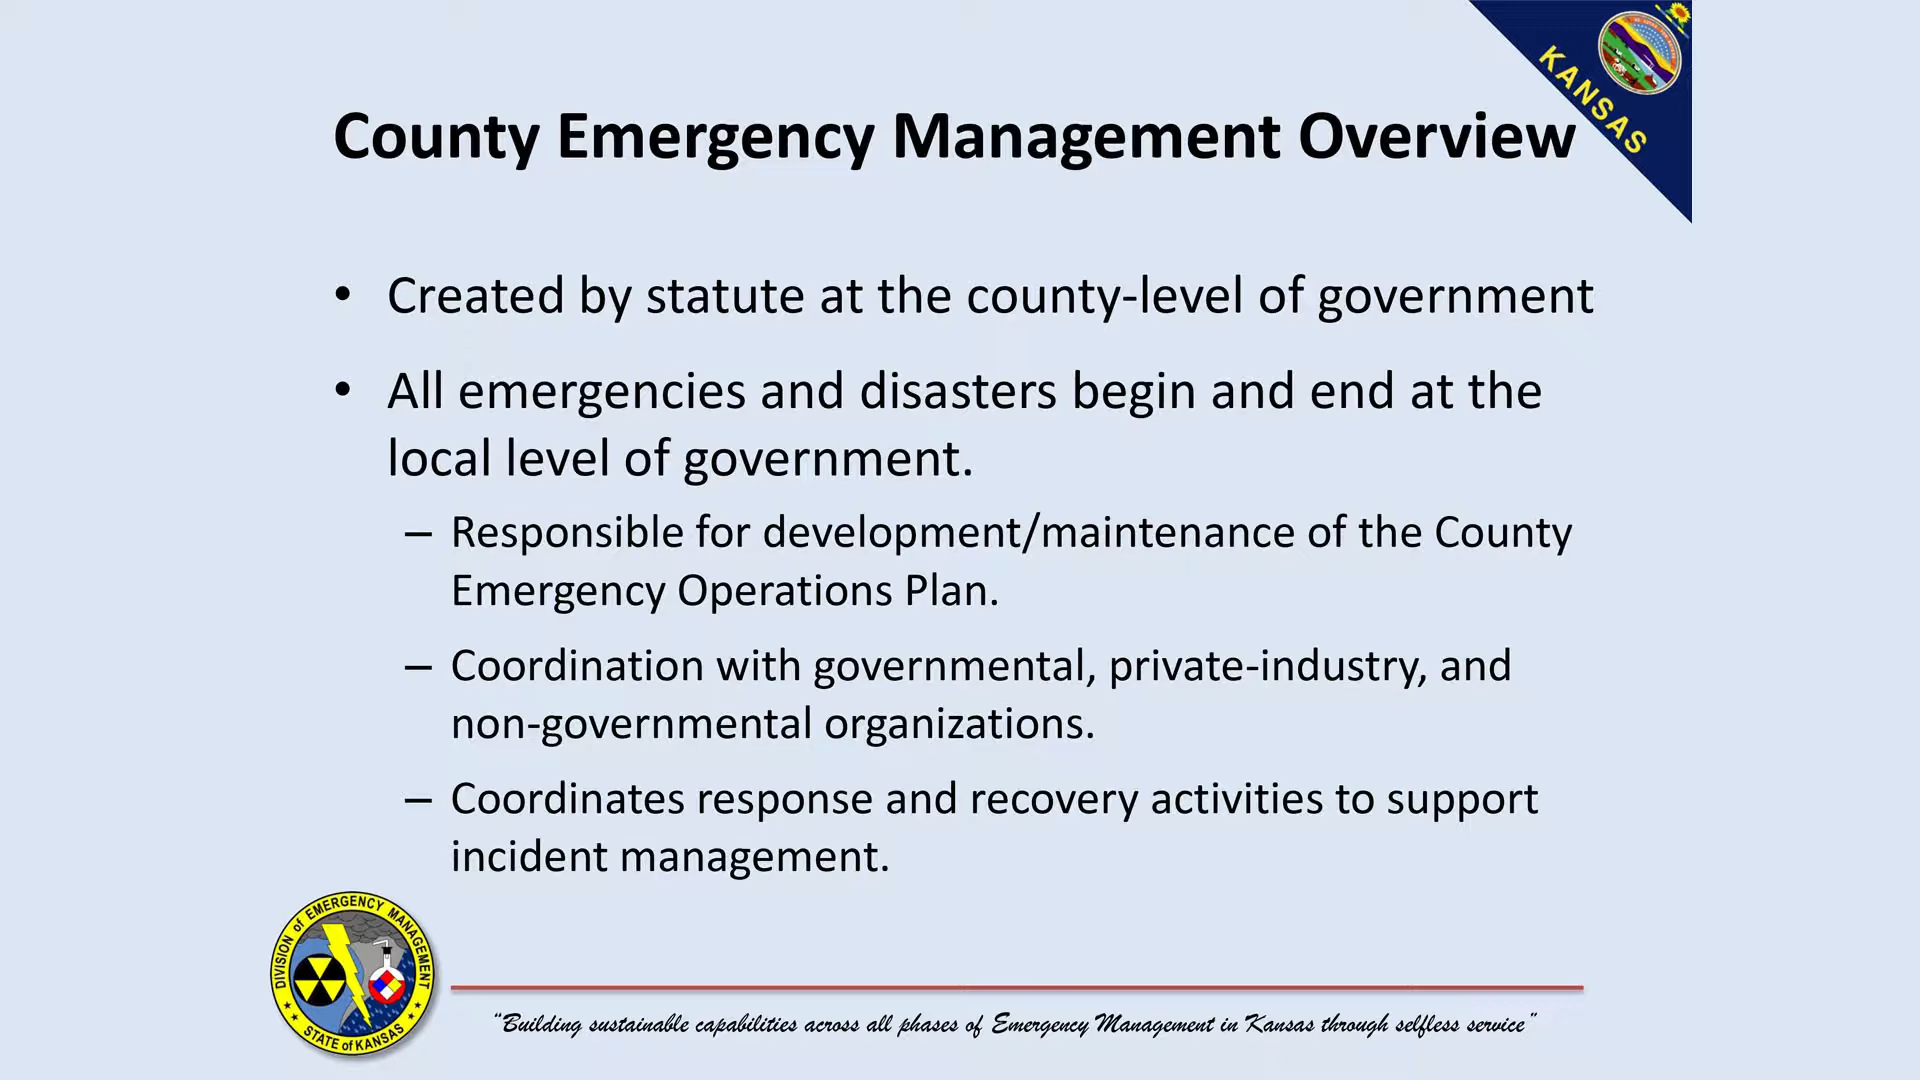 KANSAS
County Emergency Management Overview
• Created by statute at the county-level of government
• All emergencies and disasters begin and end at the
local level of government.
– Responsible for development/maintenance of the County
Emergency Operations Plan.
– Coordination with governmental, private-industry, and
non-governmental organizations.
– Coordinates response and recovery activities to support
incident management.
DIVISION of EMERGENCY MANAGEMENT
STATE of KANSAS
“Building sustainable capabilities across all phases of Emergency Management in Kansas through selfless service”